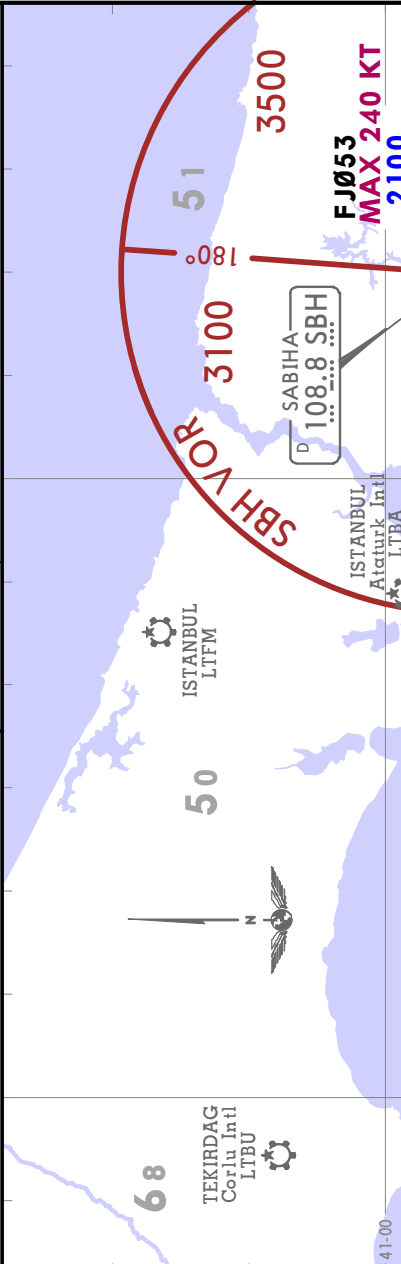 3500
51
FJØ53
MAX 240 KT
2100
180°
3100
SABIHA
D 108.8 SBH
SBH VOR
ISTANBUL
Ataturk Intl
LTBA
ISTANBUL
LTFM
50
N
TEKIRDAG
Corlu Intl
LTBU
68
41-00